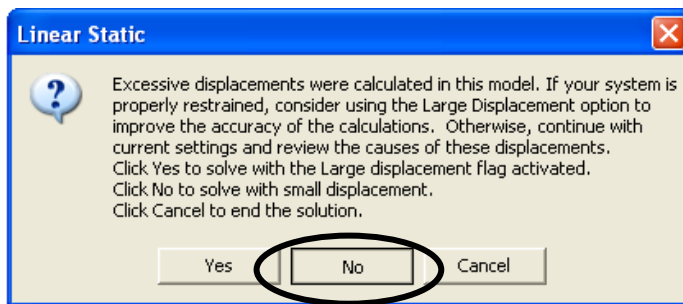 Linear Static
Excessive displacements were calculated in this model. If your system is
properly restrained, consider using the Large Displacement option to
improve the accuracy of the calculations. Otherwise, continue with
current settings and review the causes of these displacements.
Click Yes to solve with the Large displacement flag activated.
Click No to solve with small displacement.
Click Cancel to end the solution.
Yes No Cancel